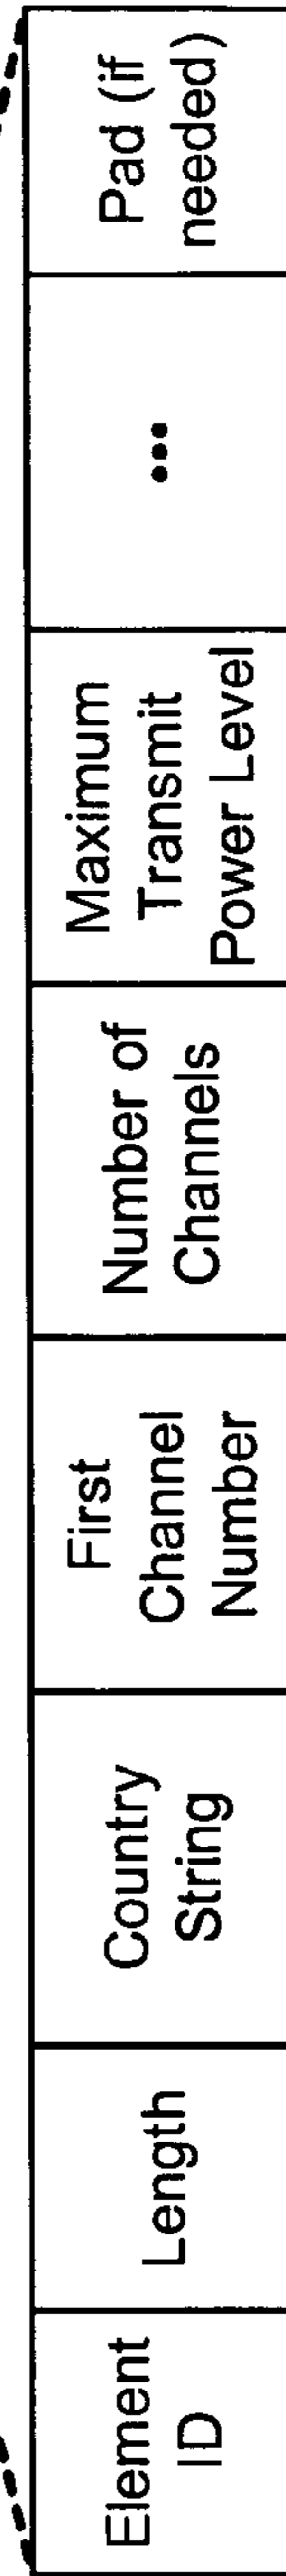 Element
ID
Length
Country
String
First
Channel
Number
Number of
Channels
Maximum
Transmit
Power Level
...
Pad (if
needed)